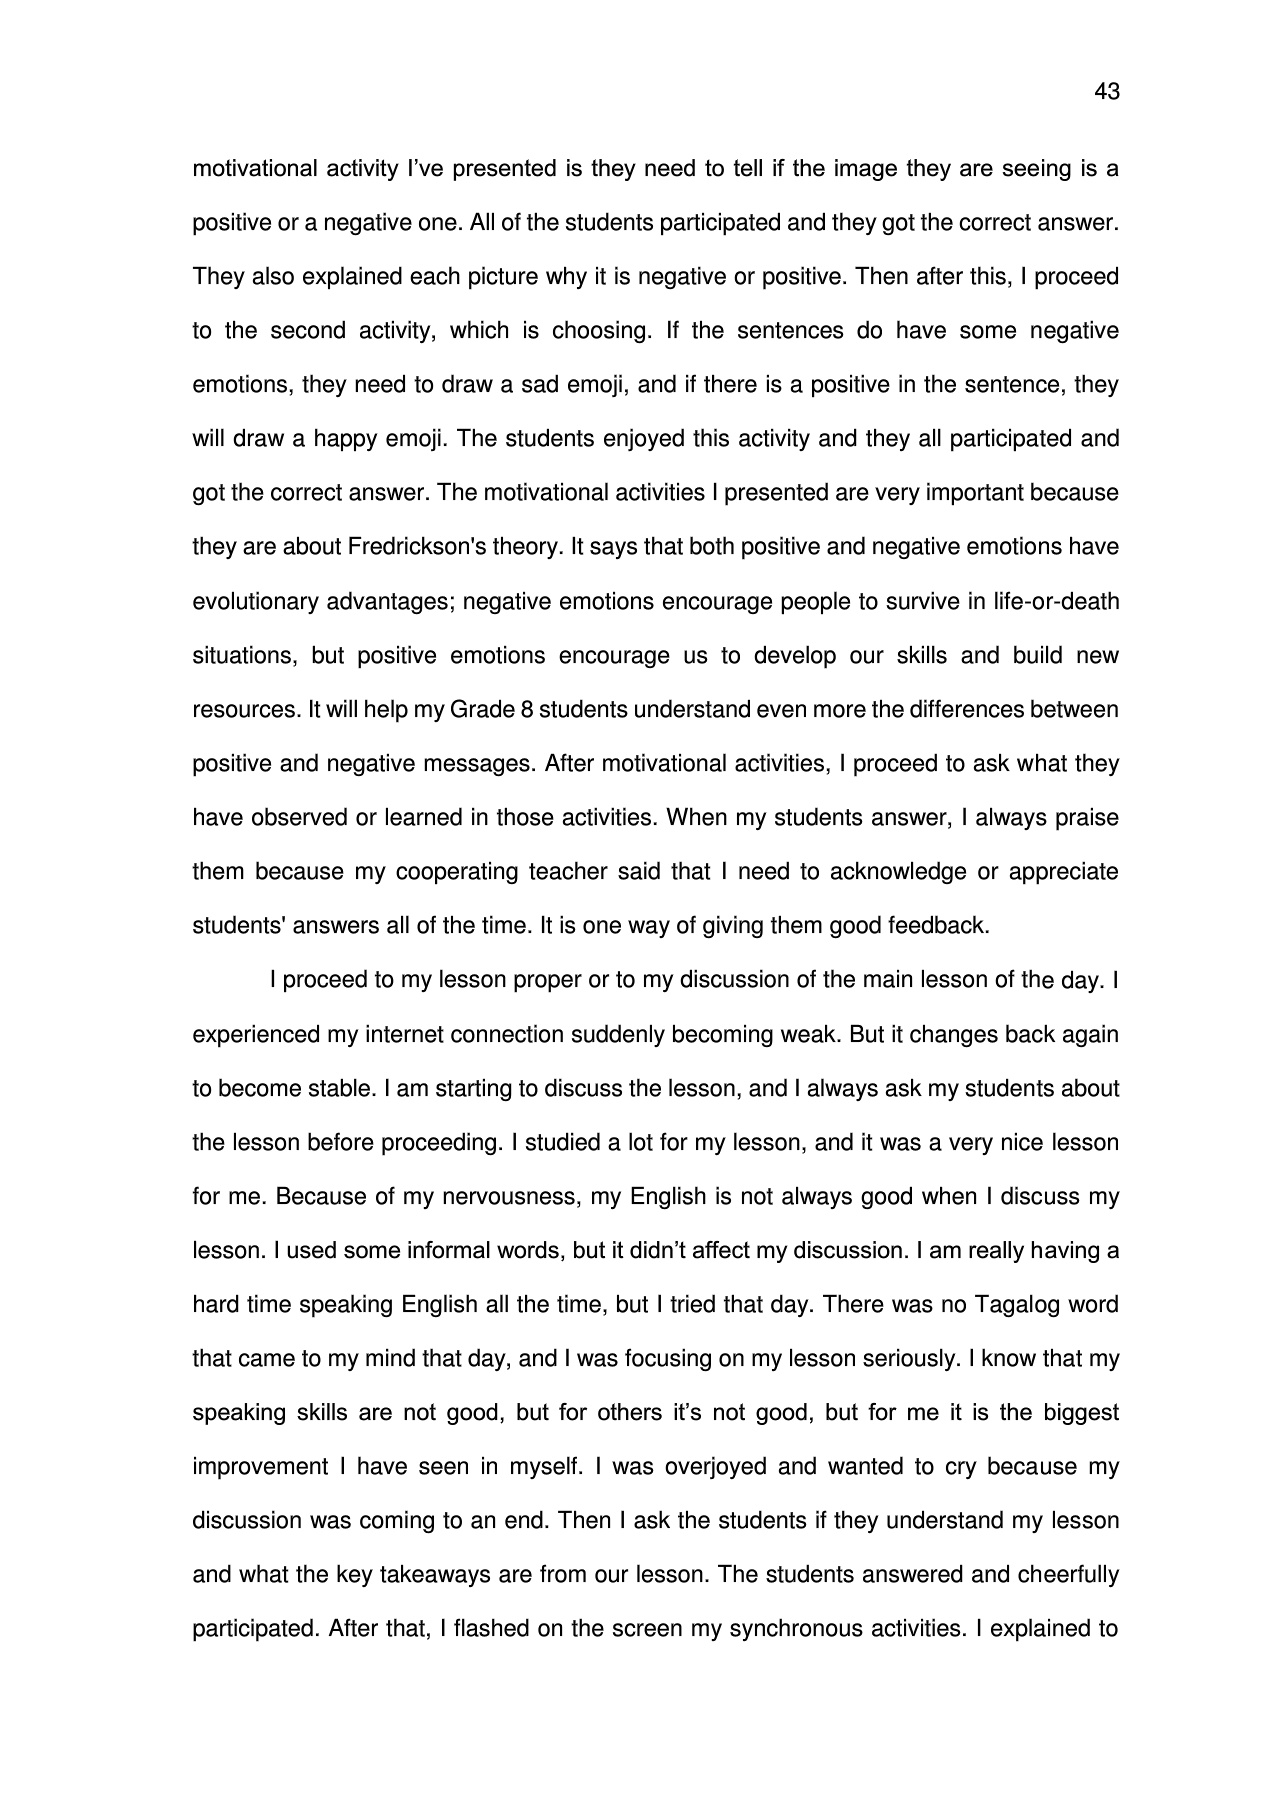 43
motivational activity I’ve presented is they need to tell if the image they are seeing is a
positive or a negative one. All of the students participated and they got the correct answer.
They also explained each picture why it is negative or positive. Then after this, I proceed
to the second activity, which is choosing. If the sentences do have some negative
emotions, they need to draw a sad emoji, and if there is a positive in the sentence, they
will draw a happy emoji. The students enjoyed this activity and they all participated and
got the correct answer. The motivational activities I presented are very important because
they are about Fredrickson's theory. It says that both positive and negative emotions have
evolutionary advantages; negative emotions encourage people to survive in life-or-death
situations, but positive emotions encourage us to develop our skills and build new
resources. It will help my Grade 8 students understand even more the differences between
positive and negative messages. After motivational activities, I proceed to ask what they
have observed or learned in those activities. When my students answer, I always praise
them because my cooperating teacher said that I need to acknowledge or appreciate
students' answers all of the time. It is one way of giving them good feedback.
I proceed to my lesson proper or to my discussion of the main lesson of the day. I
experienced my internet connection suddenly becoming weak. But it changes back again
to become stable. I am starting to discuss the lesson, and I always ask my students about
the lesson before proceeding. I studied a lot for my lesson, and it was a very nice lesson
for me. Because of my nervousness, my English is not always good when I discuss my
lesson. I used some informal words, but it didn’t affect my discussion. I am really having a
hard time speaking English all the time, but I tried that day. There was no Tagalog word
that came to my mind that day, and I was focusing on my lesson seriously. I know that my
speaking skills are not good, but for others it’s not good, but for me it is the biggest
improvement I have seen in myself. I was overjoyed and wanted to cry because my
discussion was coming to an end. Then I ask the students if they understand my lesson
and what the key takeaways are from our lesson. The students answered and cheerfully
participated. After that, I flashed on the screen my synchronous activities. I explained to